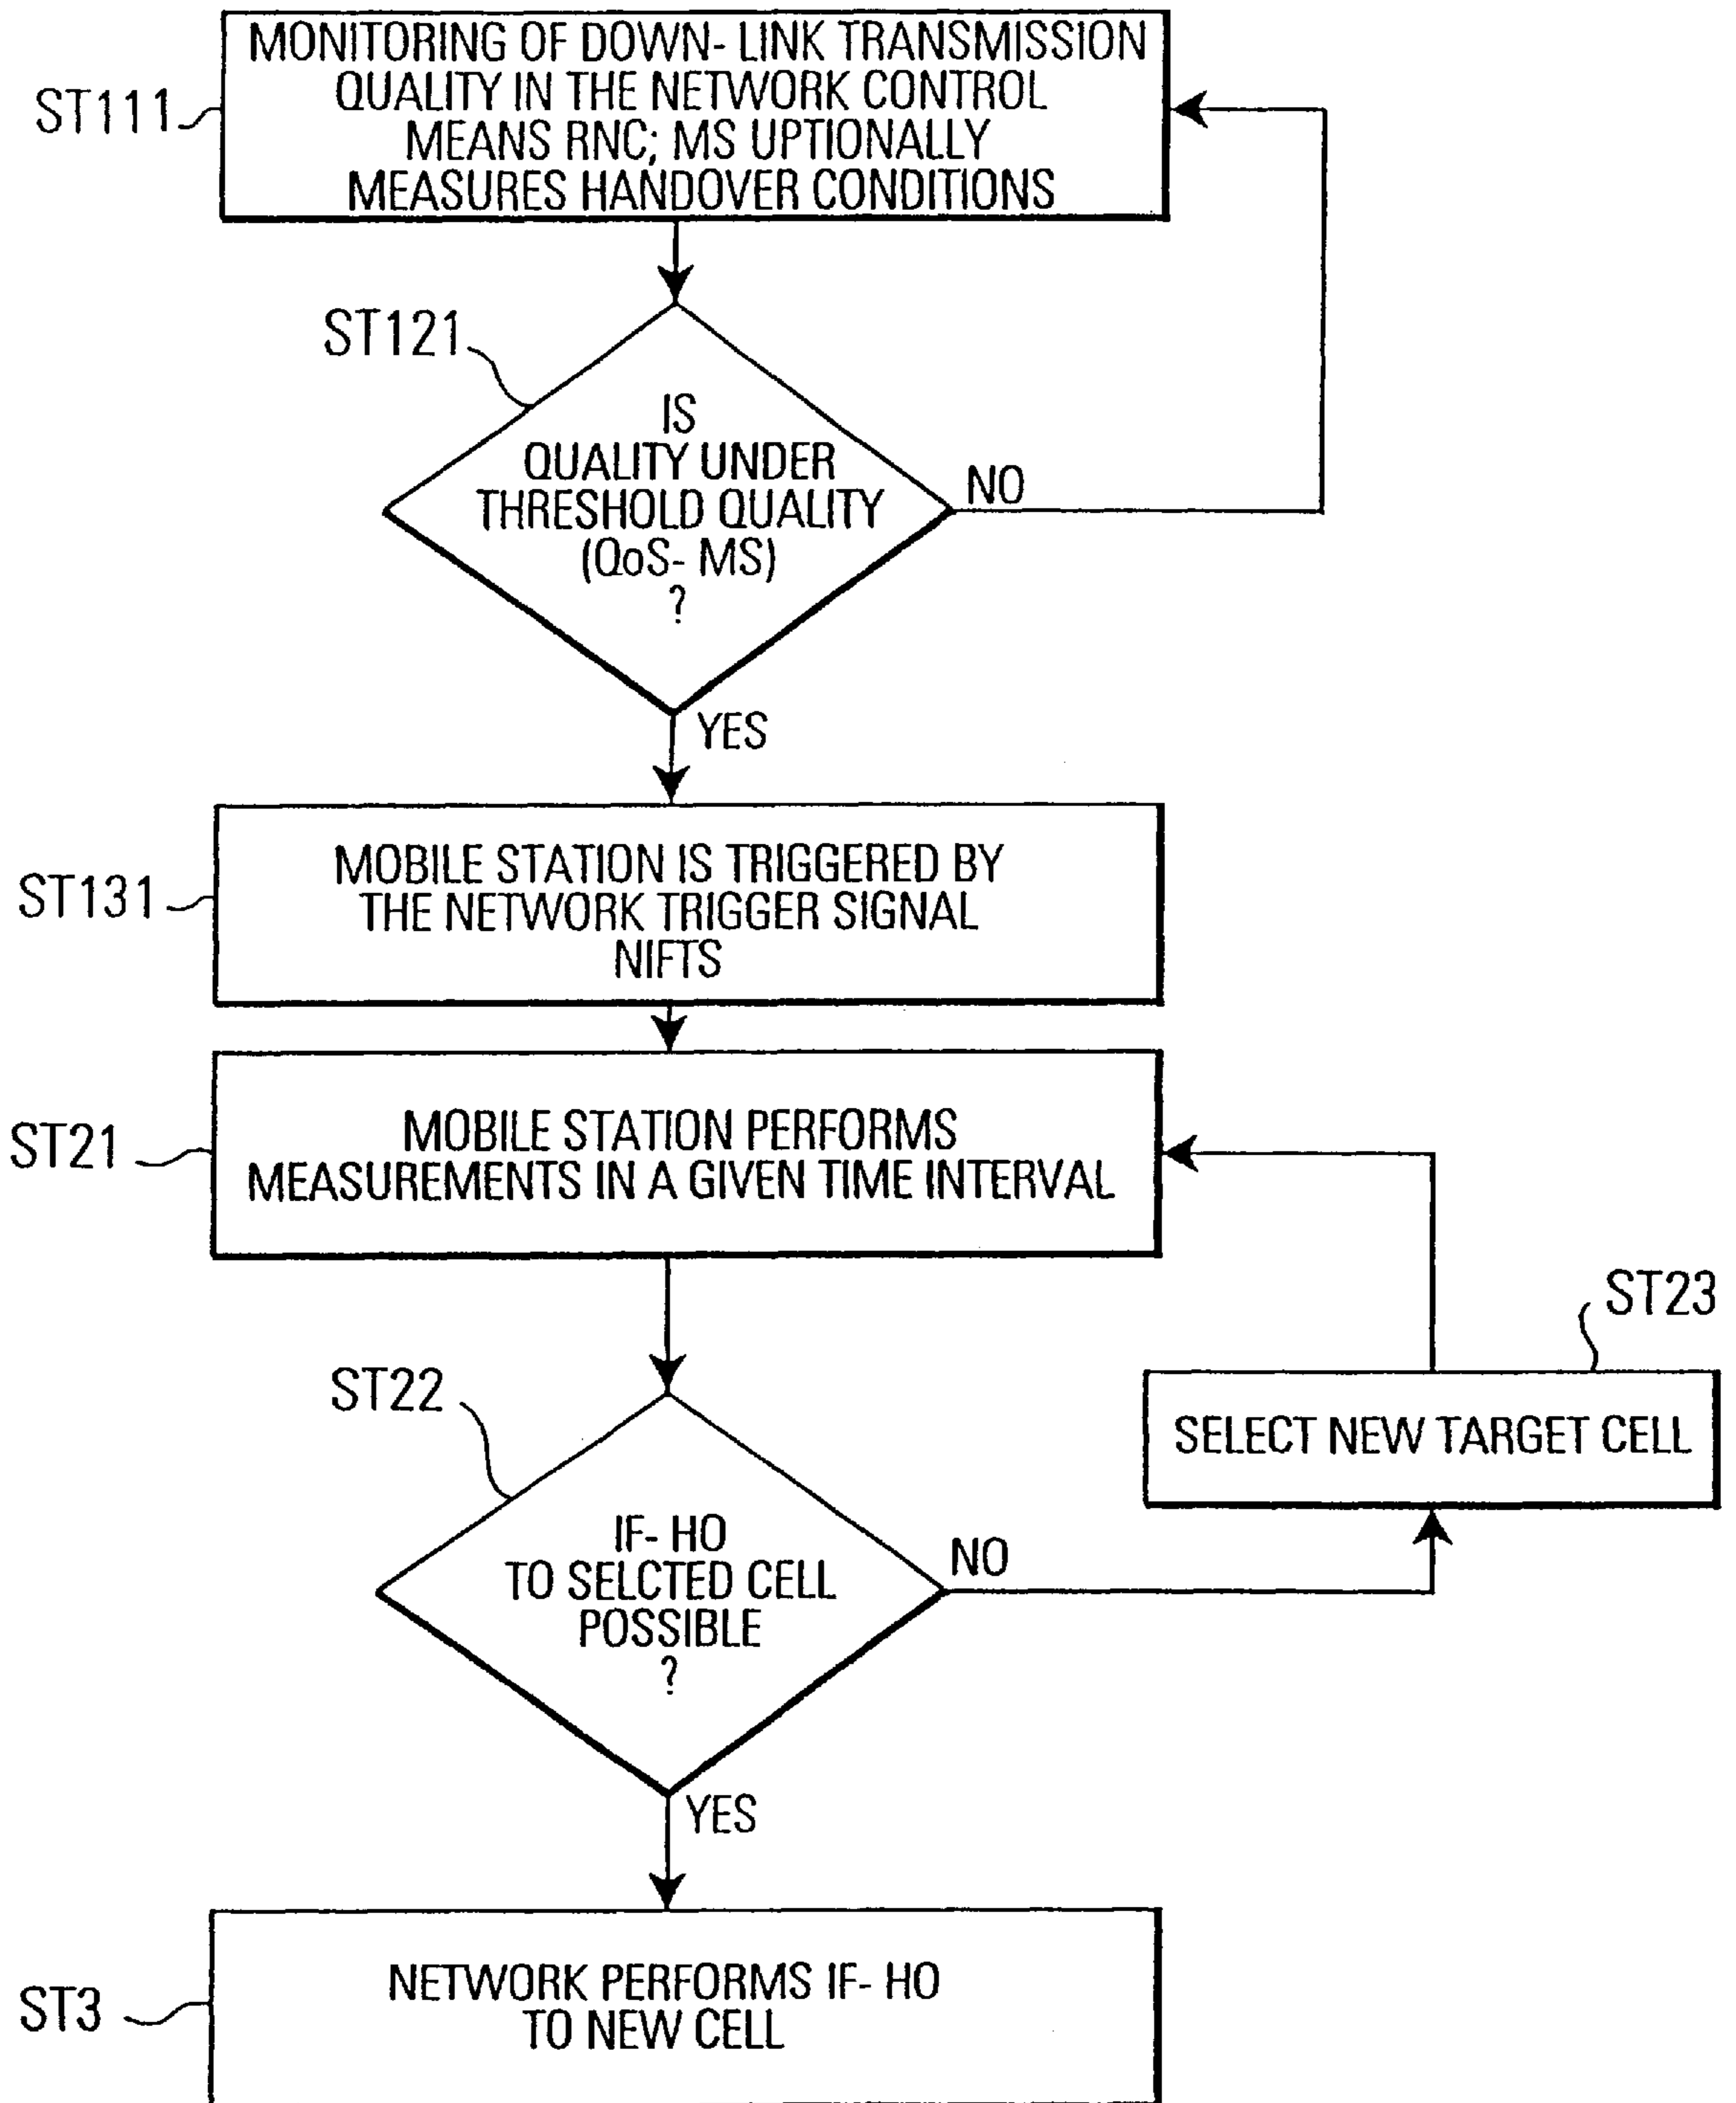 MONITORING OF DOWN-LINK TRANSMISSION
QUALITY IN THE NETWORK CONTROL
MEANS RNC; MS UPTIONALLY
MEASURES HANDOVER CONDITIONS
ST111
ST121
IS
QUALITY UNDER
THRESHOLD QUALITY
(QoS-MS)
?
NO
YES
ST131
MOBILE STATION IS TRIGGERED BY
THE NETWORK TRIGGER SIGNAL
NIFTS
ST21
MOBILE STATION PERFORMS
MEASUREMENTS IN A GIVEN TIME INTERVAL
ST23
SELECT NEW TARGET CELL
ST22
IF-HO
TO SELCTED CELL
POSSIBLE
?
NO
YES
ST3
NETWORK PERFORMS IF-HO
TO NEW CELL